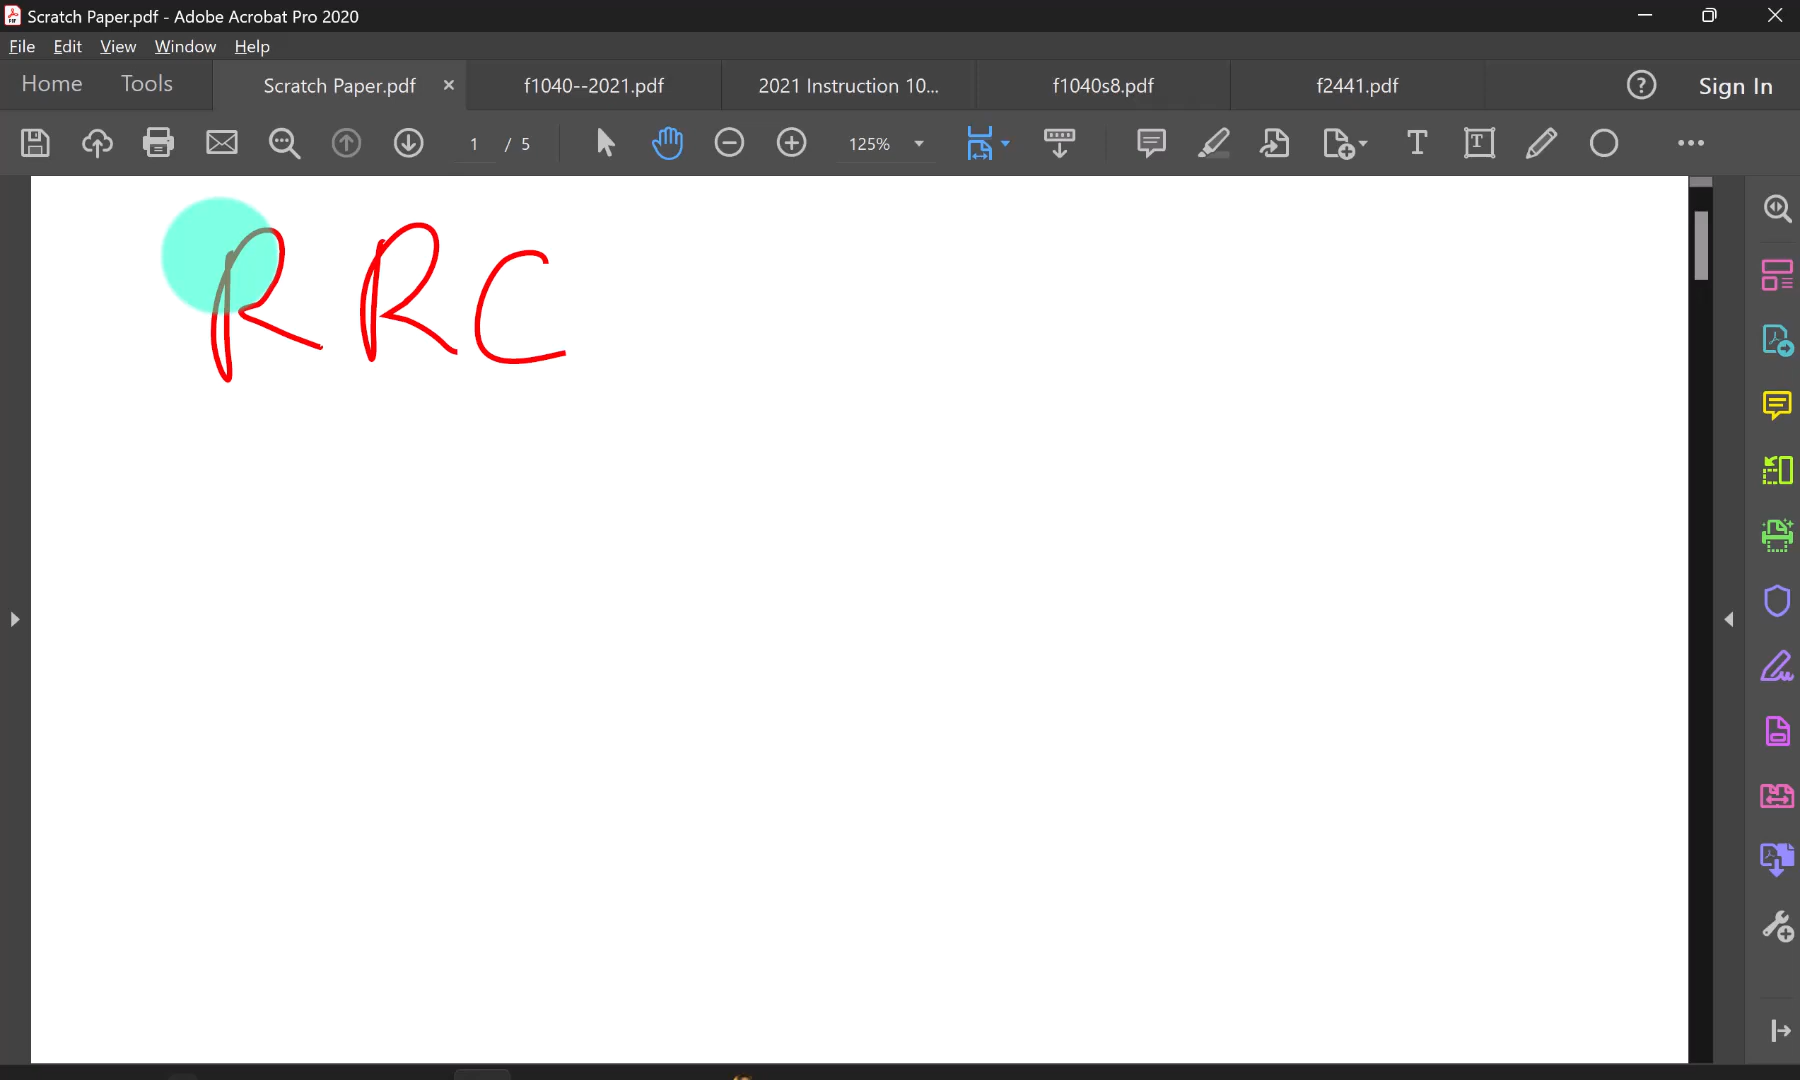 Scratch Paper.pdf - Adobe Acrobat Pro 2020
File Edit View Window Help
Home Tools Scratch Paper.pdf × f1040--2021.pdf 2021 Instruction 10... f1040s8.pdf f2441.pdf ? Sign In
1 / 5 125% T T
RRC